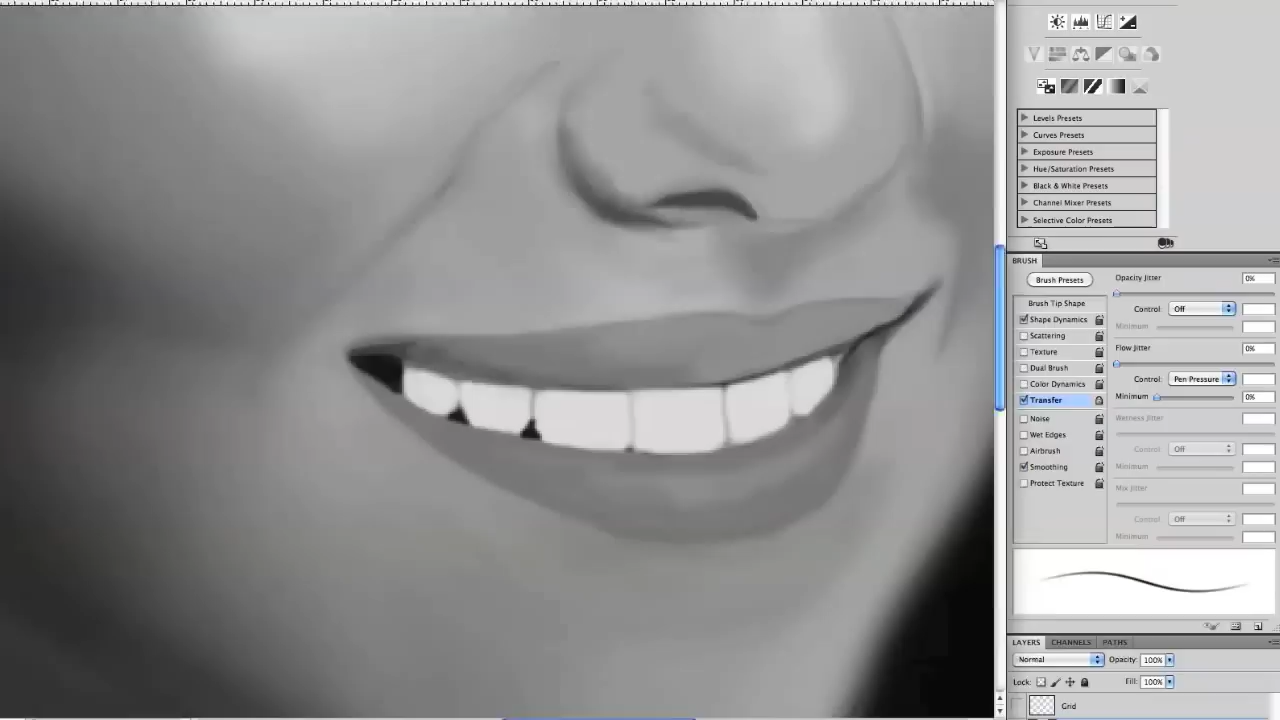 Levels Presets
Curves Presets
Exposure Presets
Hue/Saturation Presets
Black & White Presets
Channel Mixer Presets
Selective Color Presets
BRUSH
Brush Presets
Opacity Jitter 0%
Brush Tip Shape
Control: Off
Shape Dynamics
Minimum
Scattering
Texture
Flow Jitter 0%
Dual Brush
Control: Pen Pressure
Color Dynamics
Transfer
Minimum 0%
Noise
Wetness Jitter
Wet Edges
Airbrush
Control: Off
Smoothing
Minimum
Protect Texture
Mix Jitter
Control: Off
Minimum
LAYERS CHANNELS PATHS
Normal Opacity: 100%
Lock: Fill: 100%
Grid